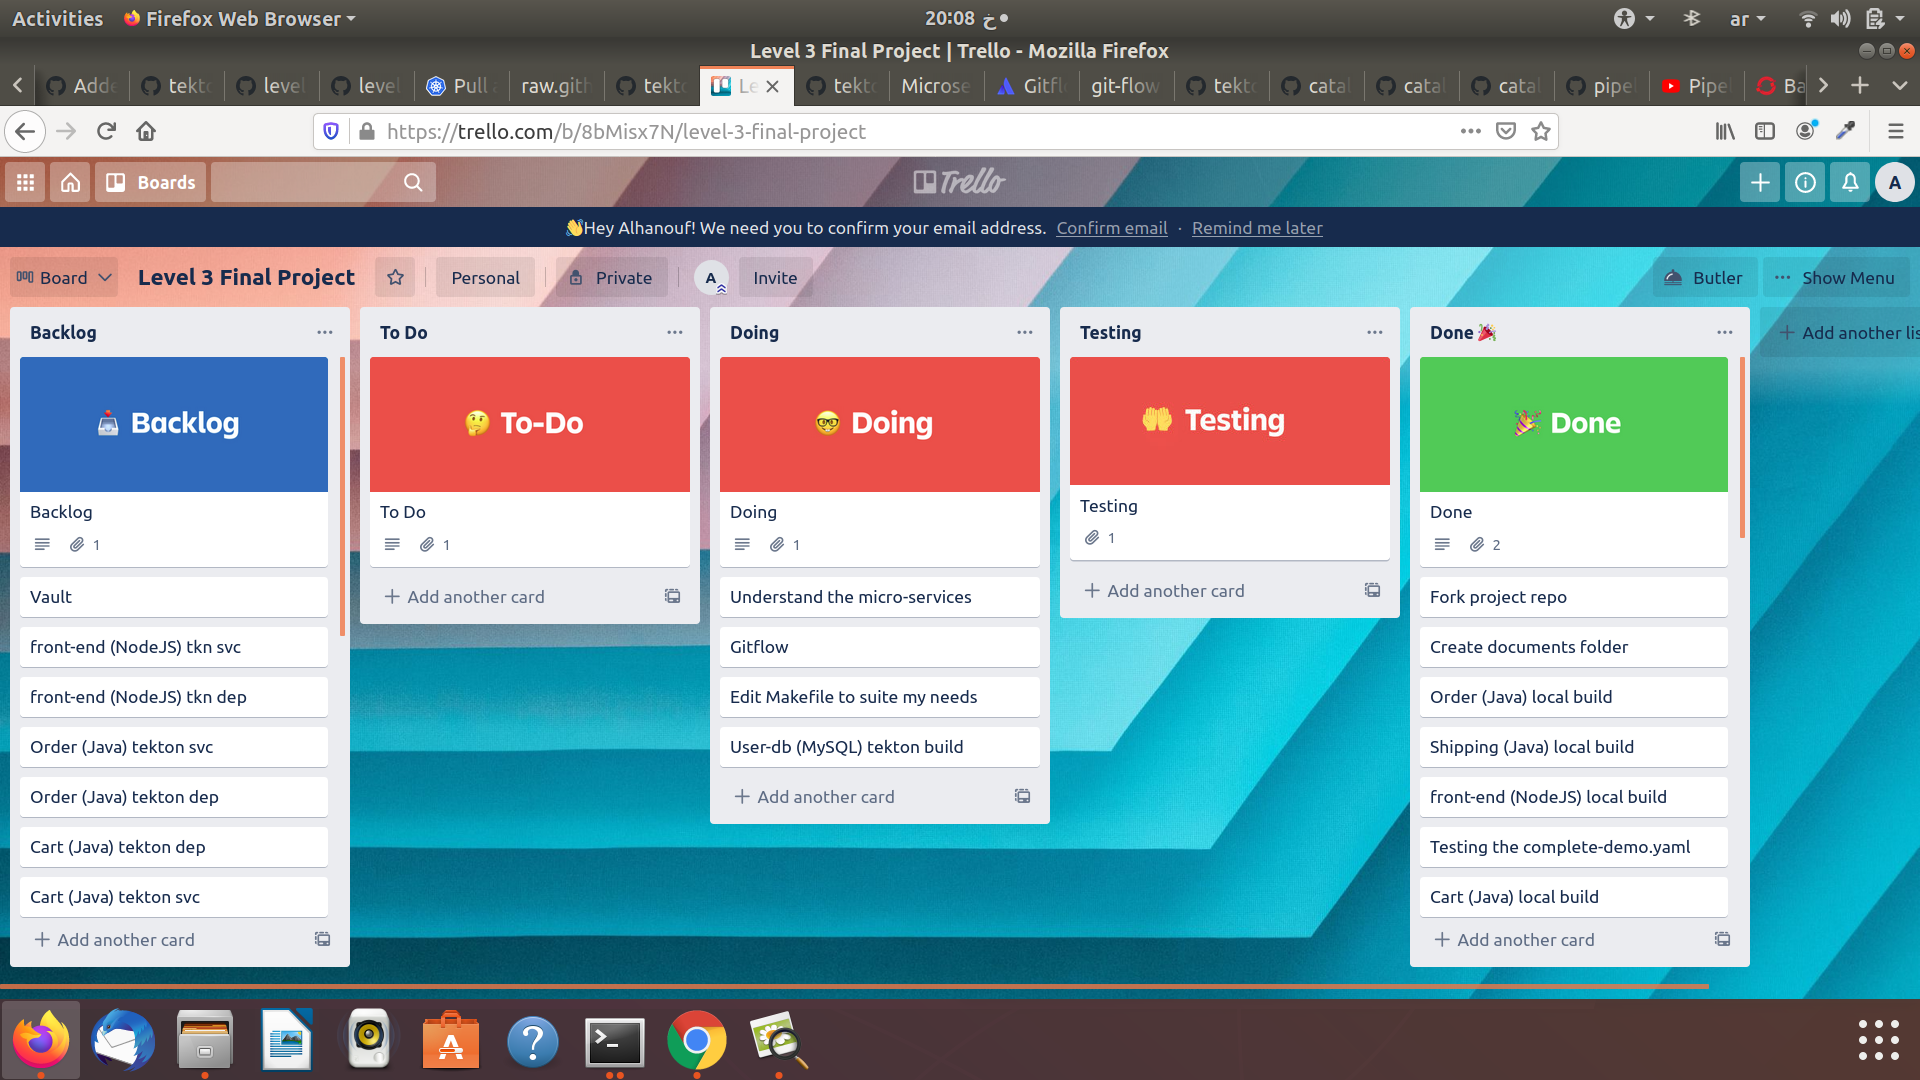 Activities
Firefox Web Browser
20:08 خ
ar
Level 3 Final Project | Trello - Mozilla Firefox
Adde
tekto
level
level
Pull a
raw.gith
tekto
Le
tekto
Microse
Gitflo
git-flow
tekto
catal
catal
catal
pipel
Pipel
Ba
https://trello.com/b/8bMisx7N/level-3-final-project
Boards
Trello
A
👋Hey Alhanouf! We need you to confirm your email address. Confirm email · Remind me later
Board
Level 3 Final Project
Personal
Private
A
Invite
Butler
Show Menu
Backlog
Backlog
Backlog
1
Vault
front-end (NodeJS) tkn svc
front-end (NodeJS) tkn dep
Order (Java) tekton svc
Order (Java) tekton dep
Cart (Java) tekton dep
Cart (Java) tekton svc
+ Add another card
To Do
🤔 To-Do
To Do
1
+ Add another card
Doing
🤓 Doing
Doing
1
Understand the micro-services
Gitflow
Edit Makefile to suite my needs
User-db (MySQL) tekton build
+ Add another card
Testing
🤲 Testing
Testing
1
+ Add another card
Done 🎉
🎉 Done
Done
2
Fork project repo
Create documents folder
Order (Java) local build
Shipping (Java) local build
front-end (NodeJS) local build
Testing the complete-demo.yaml
Cart (Java) local build
+ Add another card
+ Add another lis